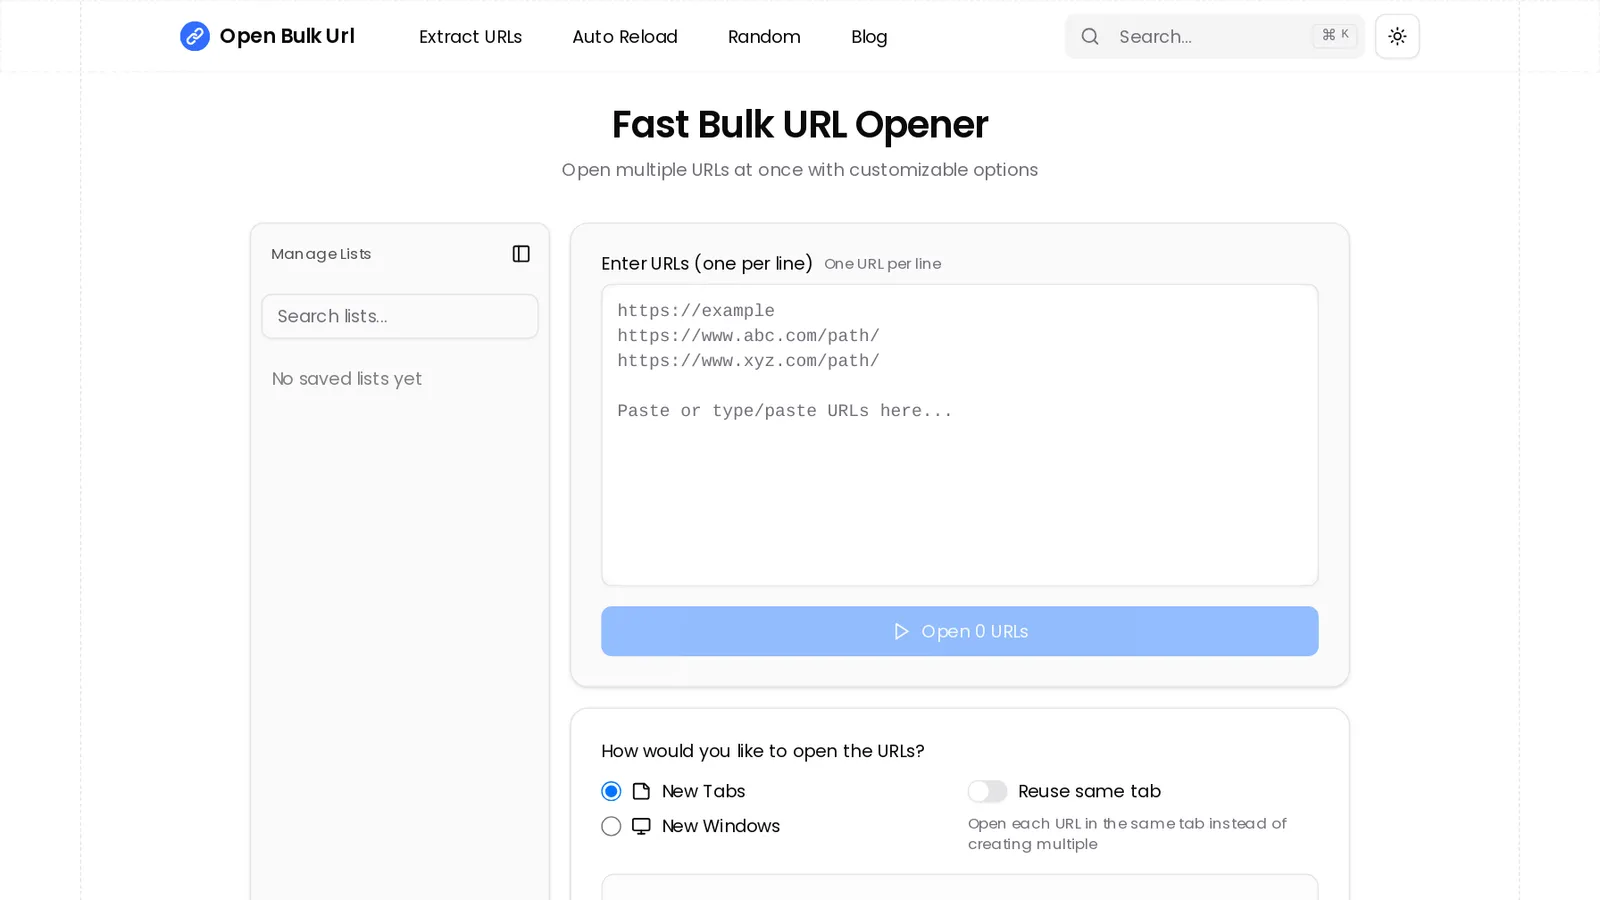 Open Bulk Url
Extract URLs
Auto Reload
Random
Blog
Search...
⌘ K
Fast Bulk URL Opener
Open multiple URLs at once with customizable options
Manage Lists
Search lists...
No saved lists yet
Enter URLs (one per line) One URL per line
https://example
https://www.abc.com/path/
https://www.xyz.com/path/
Paste or type/paste URLs here...
Open 0 URLs
How would you like to open the URLs?
New Tabs
New Windows
Reuse same tab
Open each URL in the same tab instead of
creating multiple